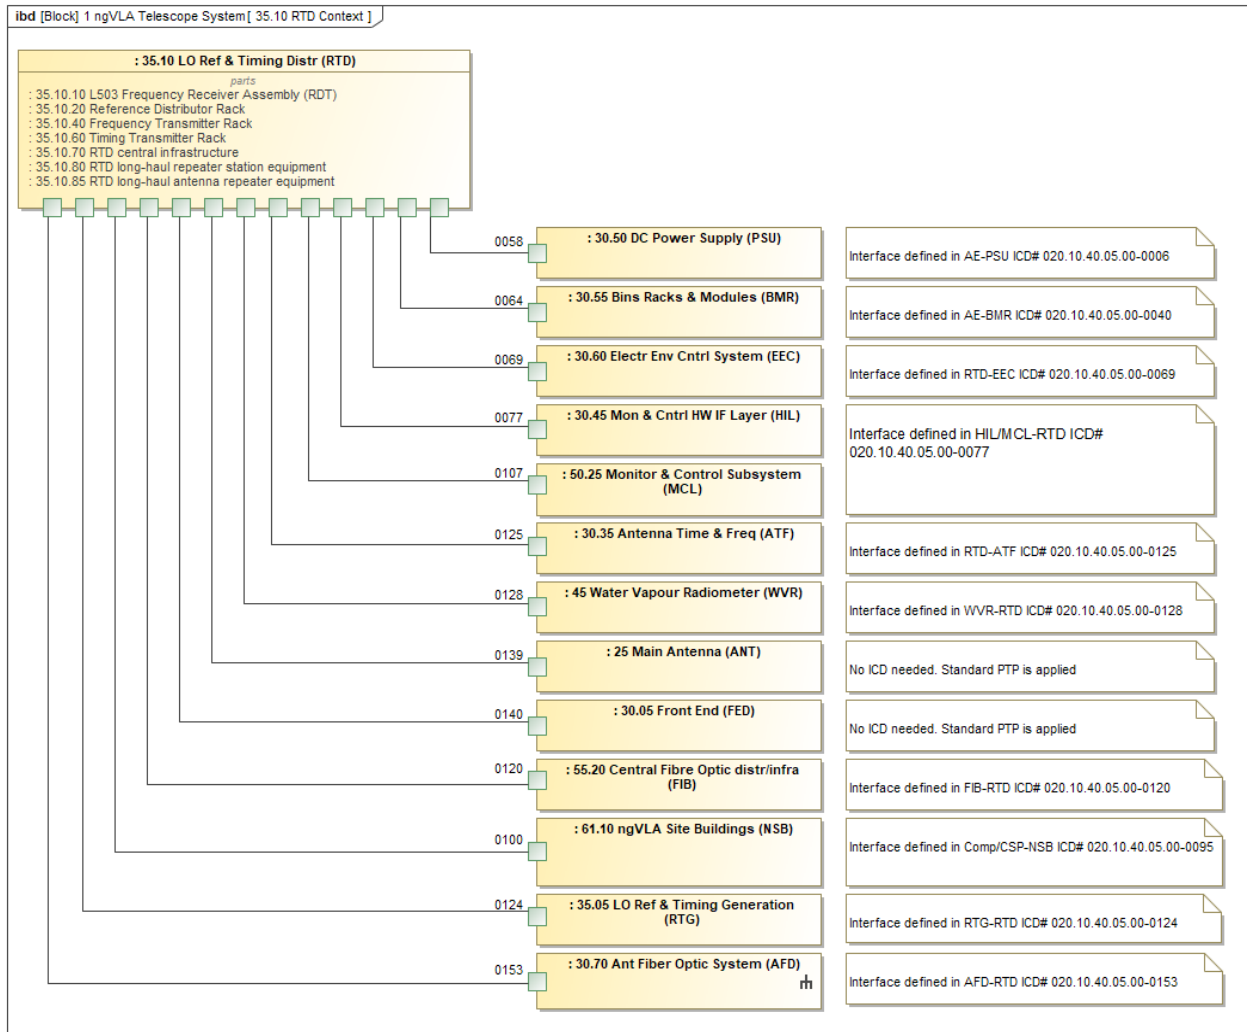 ibd [Block] 1 ngVLA Telescope System[ 35.10 RTD Context ]
: 35.10 LO Ref & Timing Distr (RTD)
parts
: 35.10.10 L503 Frequency Receiver Assembly (RDT)
: 35.10.20 Reference Distributor Rack
: 35.10.40 Frequency Transmitter Rack
: 35.10.60 Timing Transmitter Rack
: 35.10.70 RTD central infrastructure
: 35.10.80 RTD long-haul repeater station equipment
: 35.10.85 RTD long-haul antenna repeater equipment
0058
: 30.50 DC Power Supply (PSU)
Interface defined in AE-PSU ICD# 020.10.40.05.00-0006
0064
: 30.55 Bins Racks & Modules (BMR)
Interface defined in AE-BMR ICD# 020.10.40.05.00-0040
0069
: 30.60 Electr Env Cntrl System (EEC)
Interface defined in RTD-EEC ICD# 020.10.40.05.00-0069
0077
: 30.45 Mon & Cntrl HW IF Layer (HIL)
Interface defined in HIL/MCL-RTD ICD#
020.10.40.05.00-0077
0107
: 50.25 Monitor & Control Subsystem
(MCL)
0125
: 30.35 Antenna Time & Freq (ATF)
Interface defined in RTD-ATF ICD# 020.10.40.05.00-0125
0128
: 45 Water Vapour Radiometer (WVR)
Interface defined in WVR-RTD ICD# 020.10.40.05.00-0128
0139
: 25 Main Antenna (ANT)
No ICD needed. Standard PTP is applied
0140
: 30.05 Front End (FED)
No ICD needed. Standard PTP is applied
0120
: 55.20 Central Fibre Optic distr/infra
(FIB)
Interface defined in FIB-RTD ICD# 020.10.40.05.00-0120
0100
: 61.10 ngVLA Site Buildings (NSB)
Interface defined in Comp/CSP-NSB ICD# 020.10.40.05.00-0095
0124
: 35.05 LO Ref & Timing Generation
(RTG)
Interface defined in RTG-RTD ICD# 020.10.40.05.00-0124
0153
: 30.70 Ant Fiber Optic System (AFD)
Interface defined in AFD-RTD ICD# 020.10.40.05.00-0153